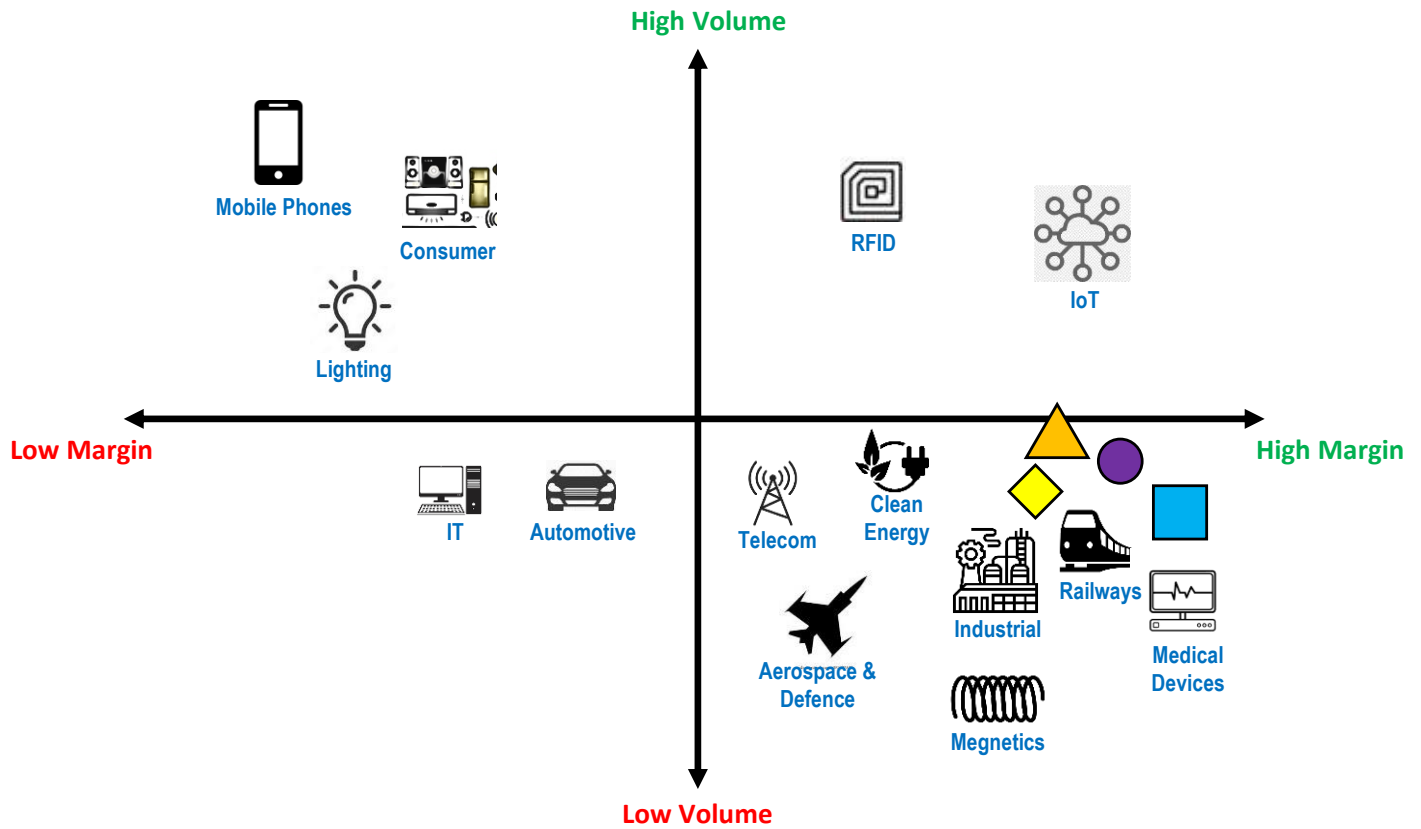 High Volume
Mobile Phones
Consumer
RFID
IoT
Lighting
Low Margin
High Margin
IT
Automotive
Telecom
Clean
Energy
Railways
Industrial
Medical
Devices
Aerospace &
Defence
Megnetics
Low Volume